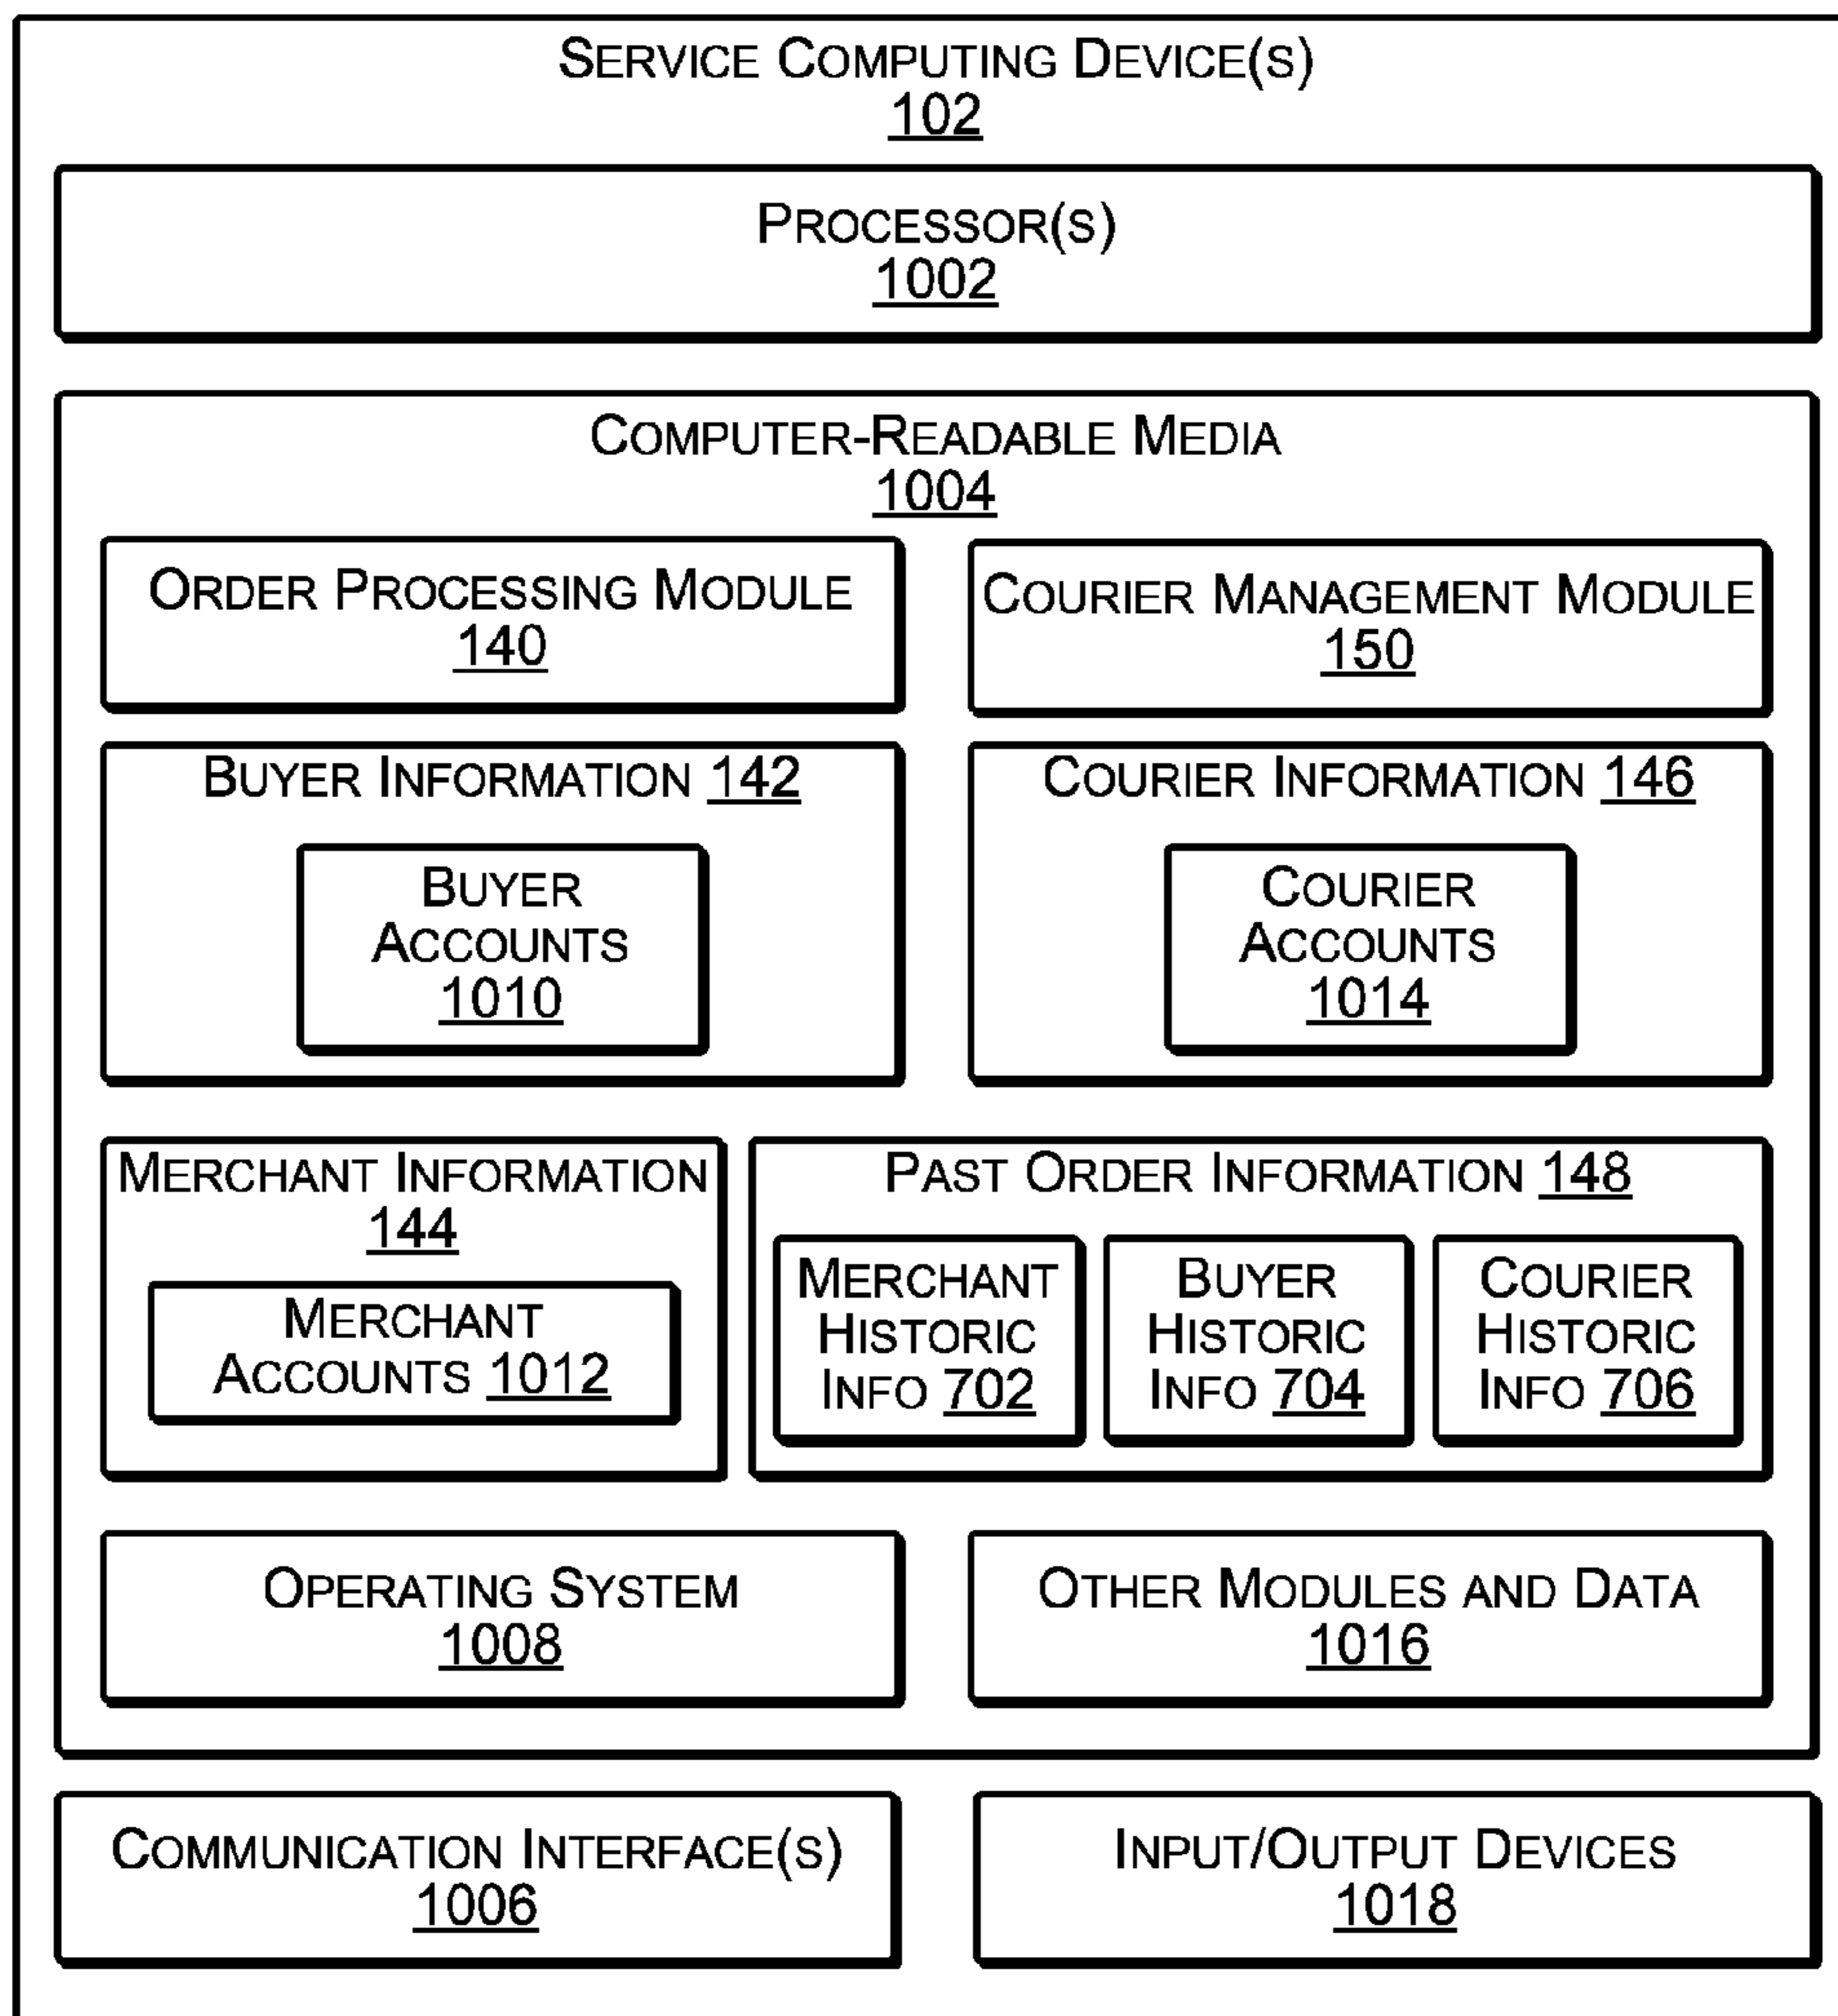 SERVICE COMPUTING DEVICE(S)
102
PROCESSOR(S)
1002
COMPUTER-READABLE MEDIA
1004
ORDER PROCESSING MODULE
140
COURIER MANAGEMENT MODULE
150
BUYER INFORMATION 142
BUYER
ACCOUNTS
1010
COURIER INFORMATION 146
COURIER
ACCOUNTS
1014
MERCHANT INFORMATION
144
MERCHANT
ACCOUNTS 1012
PAST ORDER INFORMATION 148
MERCHANT
HISTORIC
INFO 702
BUYER
HISTORIC
INFO 704
COURIER
HISTORIC
INFO 706
OPERATING SYSTEM
1008
OTHER MODULES AND DATA
1016
COMMUNICATION INTERFACE(S)
1006
INPUT/OUTPUT DEVICES
1018